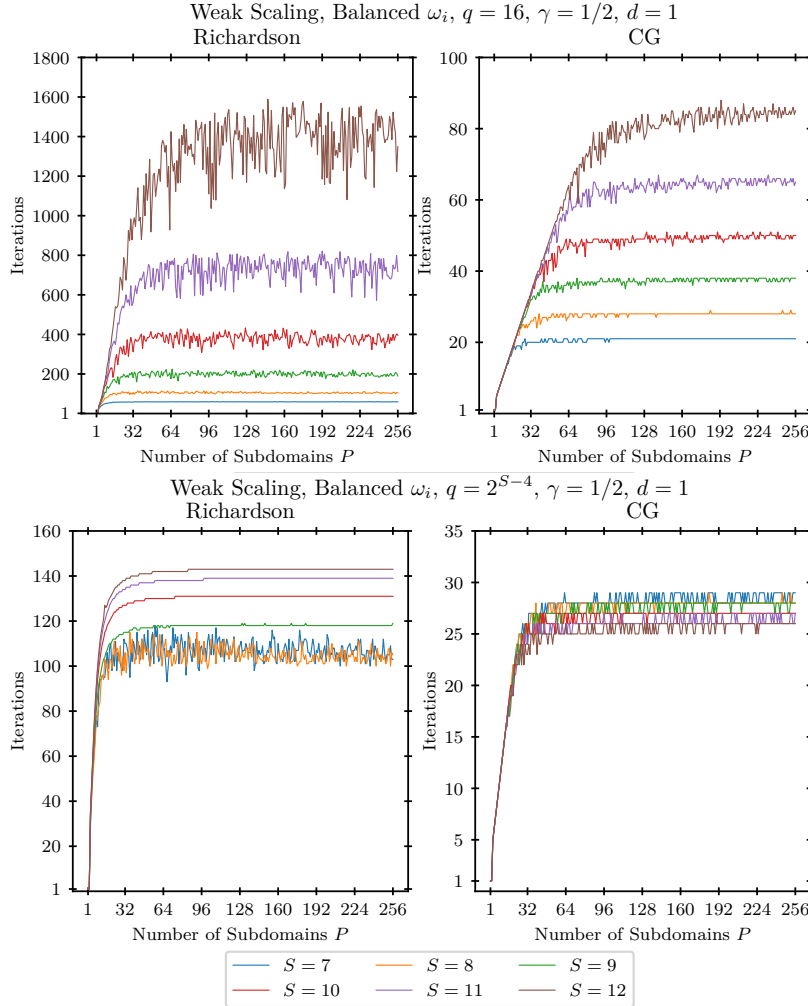 Weak Scaling, Balanced ω_i, q = 16, γ = 1/2, d = 1
Richardson
CG
1800
1600
1400
1200
1000
800
600
400
200
1
Iterations
1 32 64 96 128 160 192 224 256
Number of Subdomains P
100
80
60
40
20
1
Iterations
1 32 64 96 128 160 192 224 256
Number of Subdomains P
Weak Scaling, Balanced ω_i, q = 2^{S−4}, γ = 1/2, d = 1
Richardson
CG
160
140
120
100
80
60
40
20
1
Iterations
1 32 64 96 128 160 192 224 256
Number of Subdomains P
35
30
25
20
15
10
5
1
Iterations
1 32 64 96 128 160 192 224 256
Number of Subdomains P
S = 7 S = 8 S = 9
S = 10 S = 11 S = 12